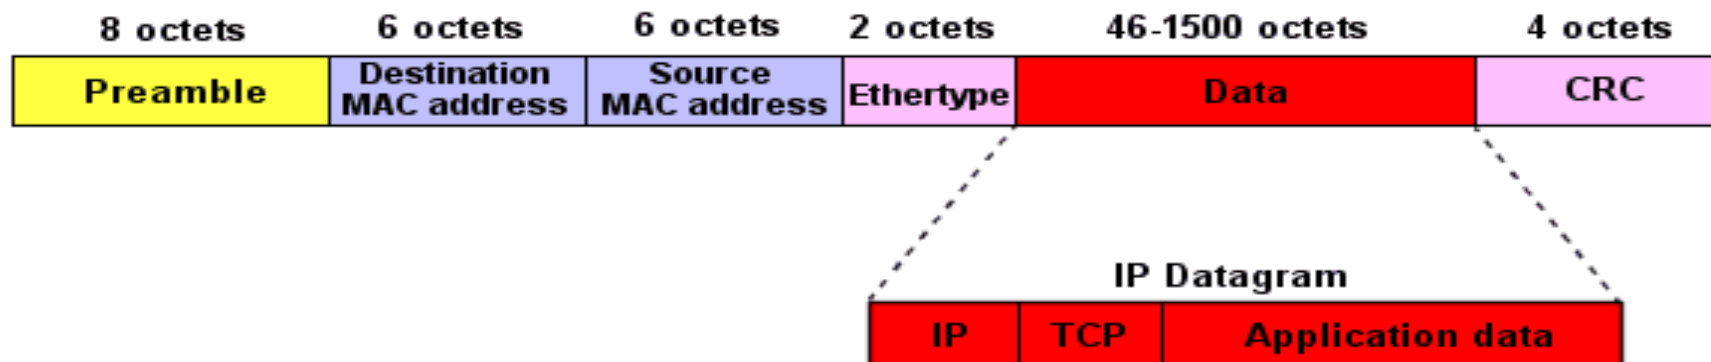 8 octets 6 octets 6 octets 2 octets 46-1500 octets 4 octets
Preamble
Destination
MAC address
Source
MAC address
Ethertype
Data
CRC
IP Datagram
IP TCP Application data